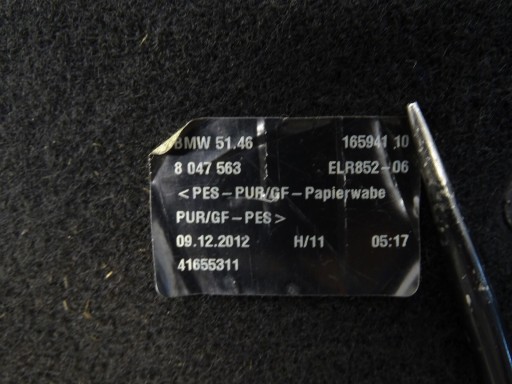 BMW 51.46 165941 10
8 047 563 ELR852-06
<PES-PUR/GF-Papierwabe
PUR/GF-PES>
09.12.2012 H/11 05:17
41655311